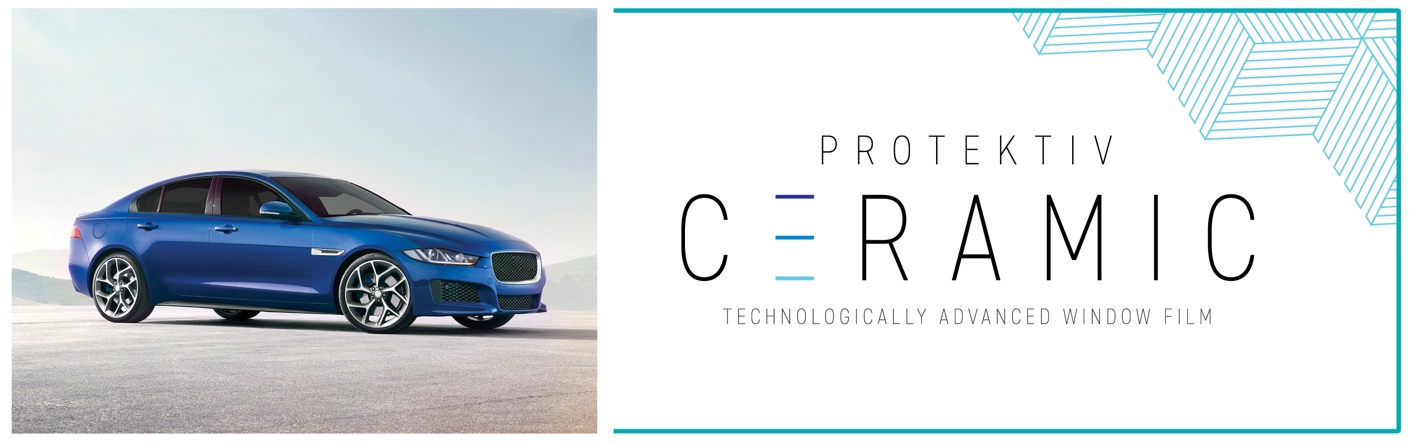 PROTEKTIV
CERAMIC
TECHNOLOGICALLY ADVANCED WINDOW FILM